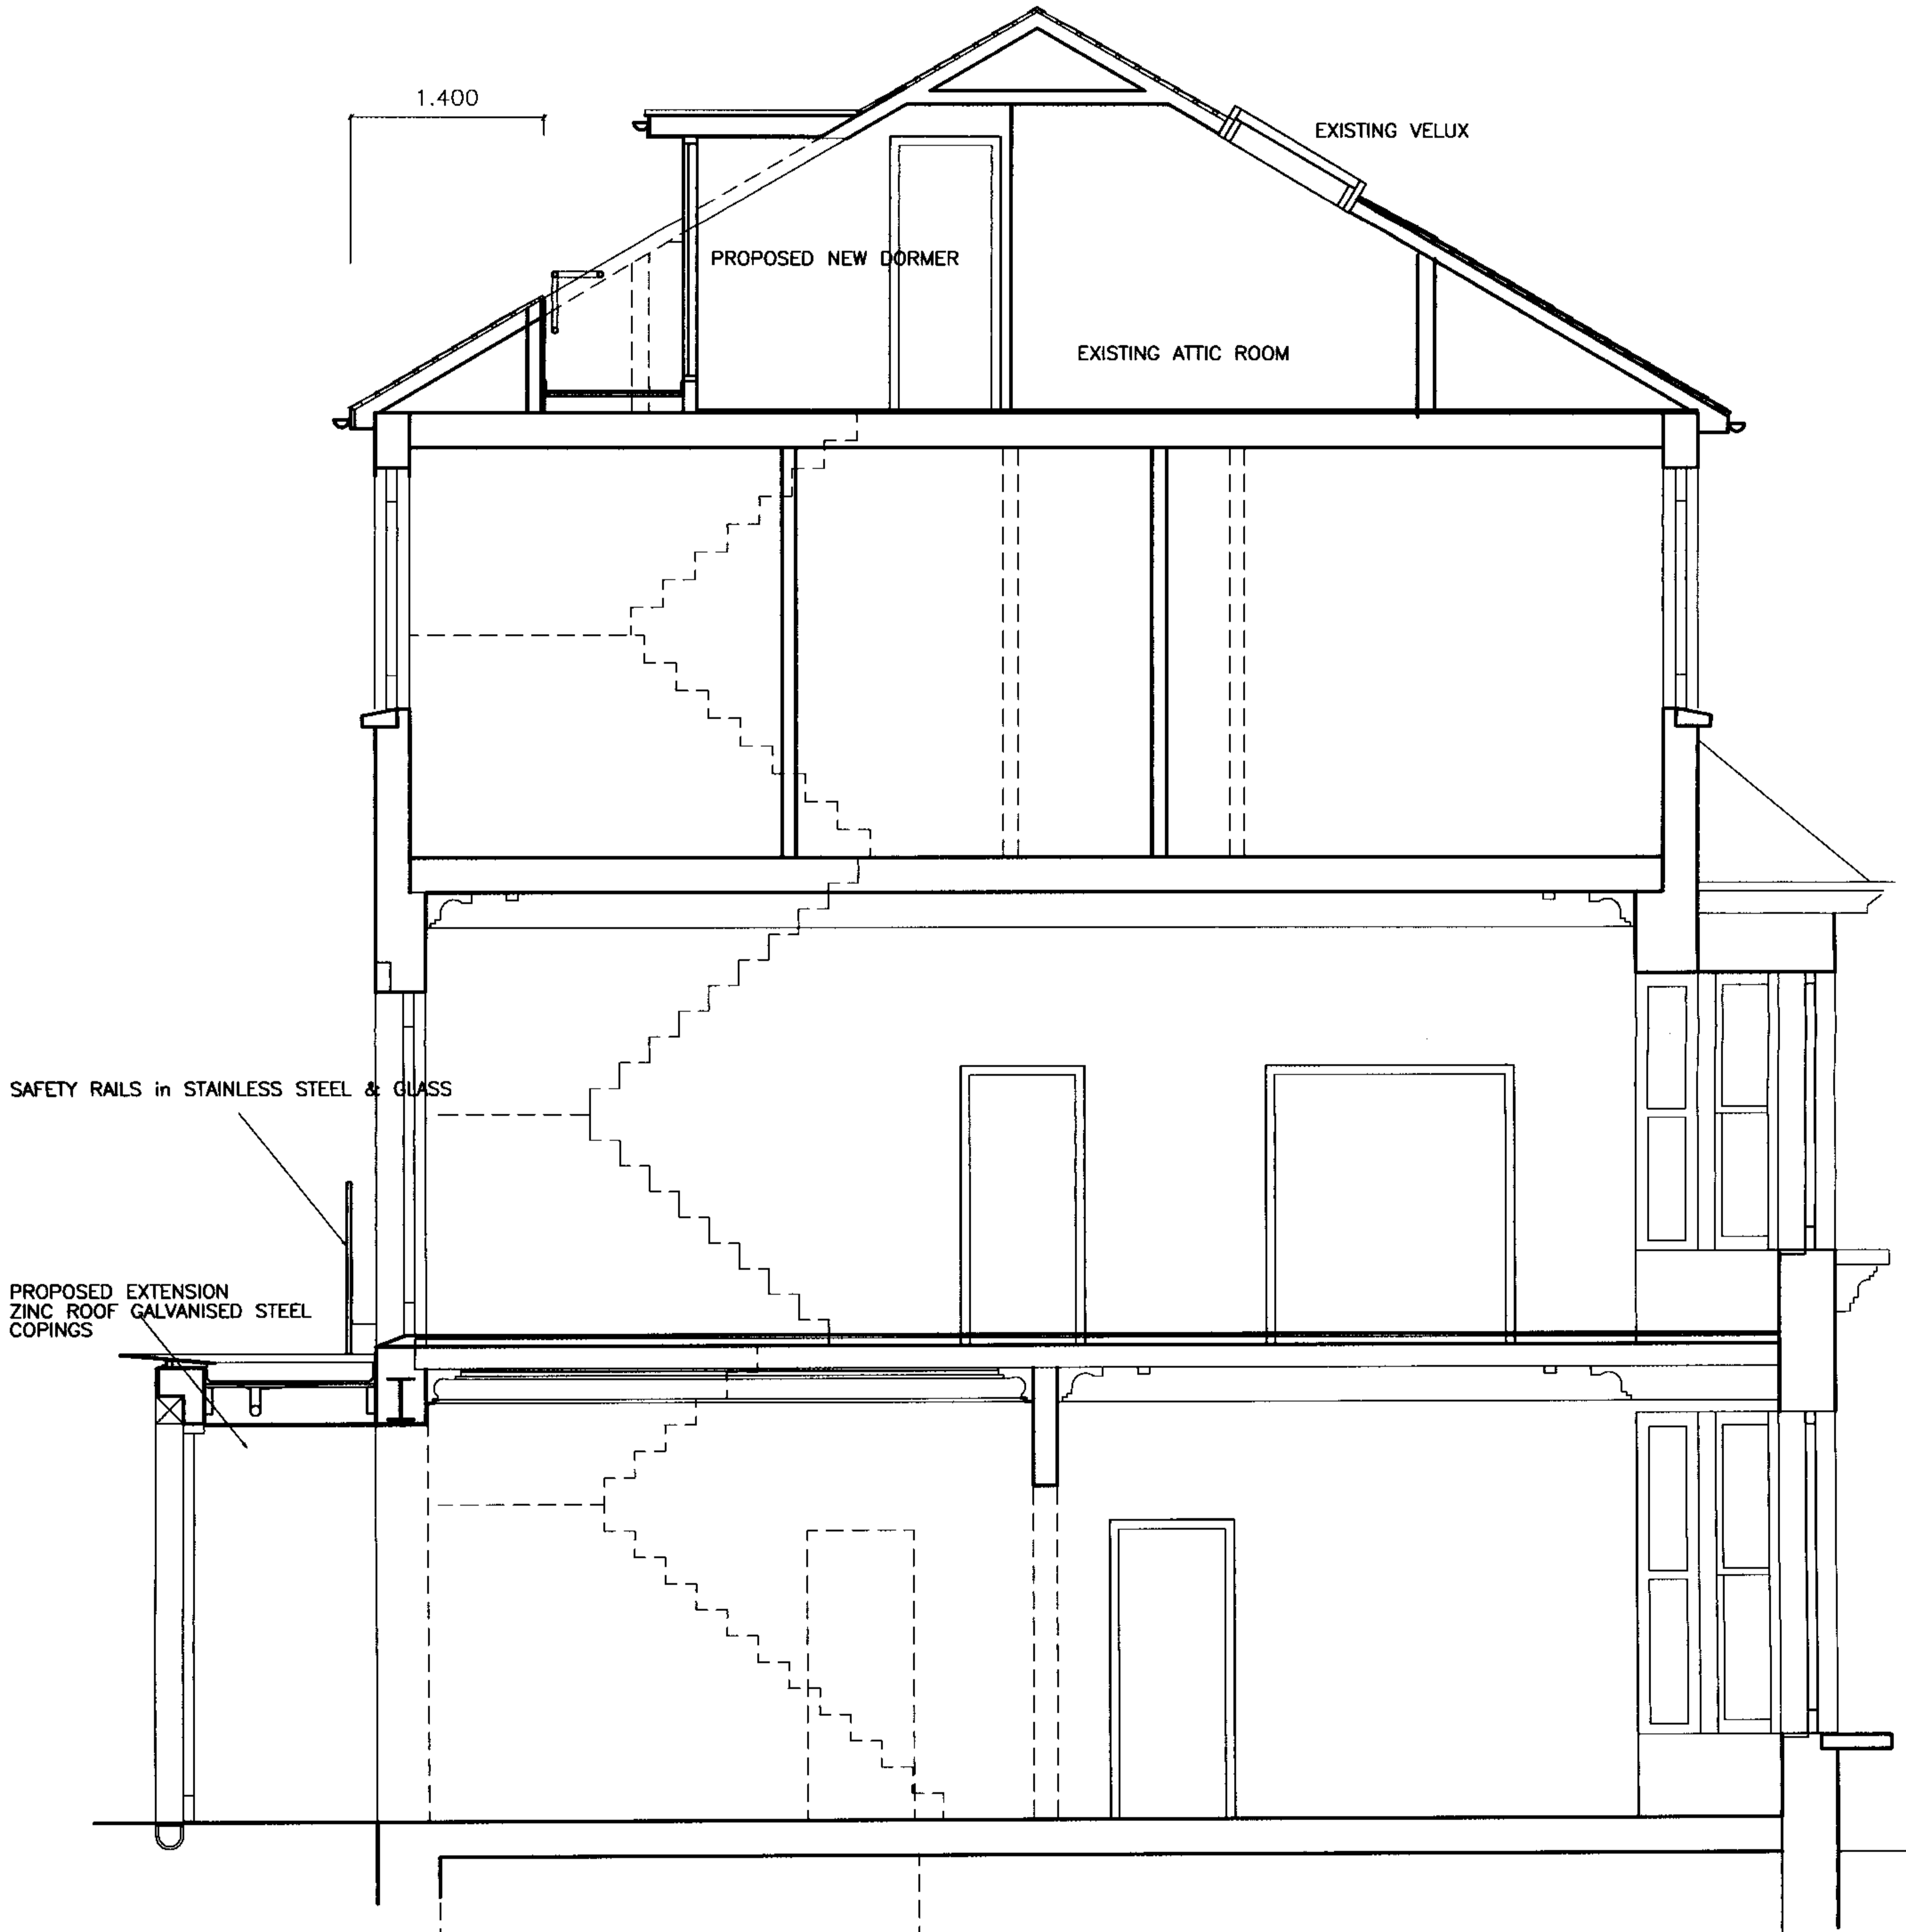 1.400
EXISTING VELUX
PROPOSED NEW DORMER
EXISTING ATTIC ROOM
SAFETY RAILS in STAINLESS STEEL & GLASS
PROPOSED EXTENSION
ZINC ROOF GALVANISED STEEL
COPINGS